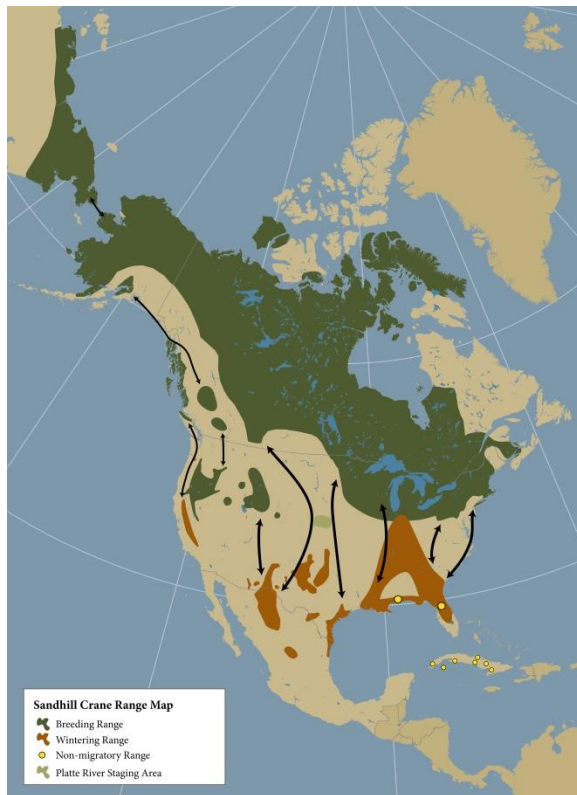 Sandhill Crane Range Map
Breeding Range
Wintering Range
Non-migratory Range
Platte River Staging Area